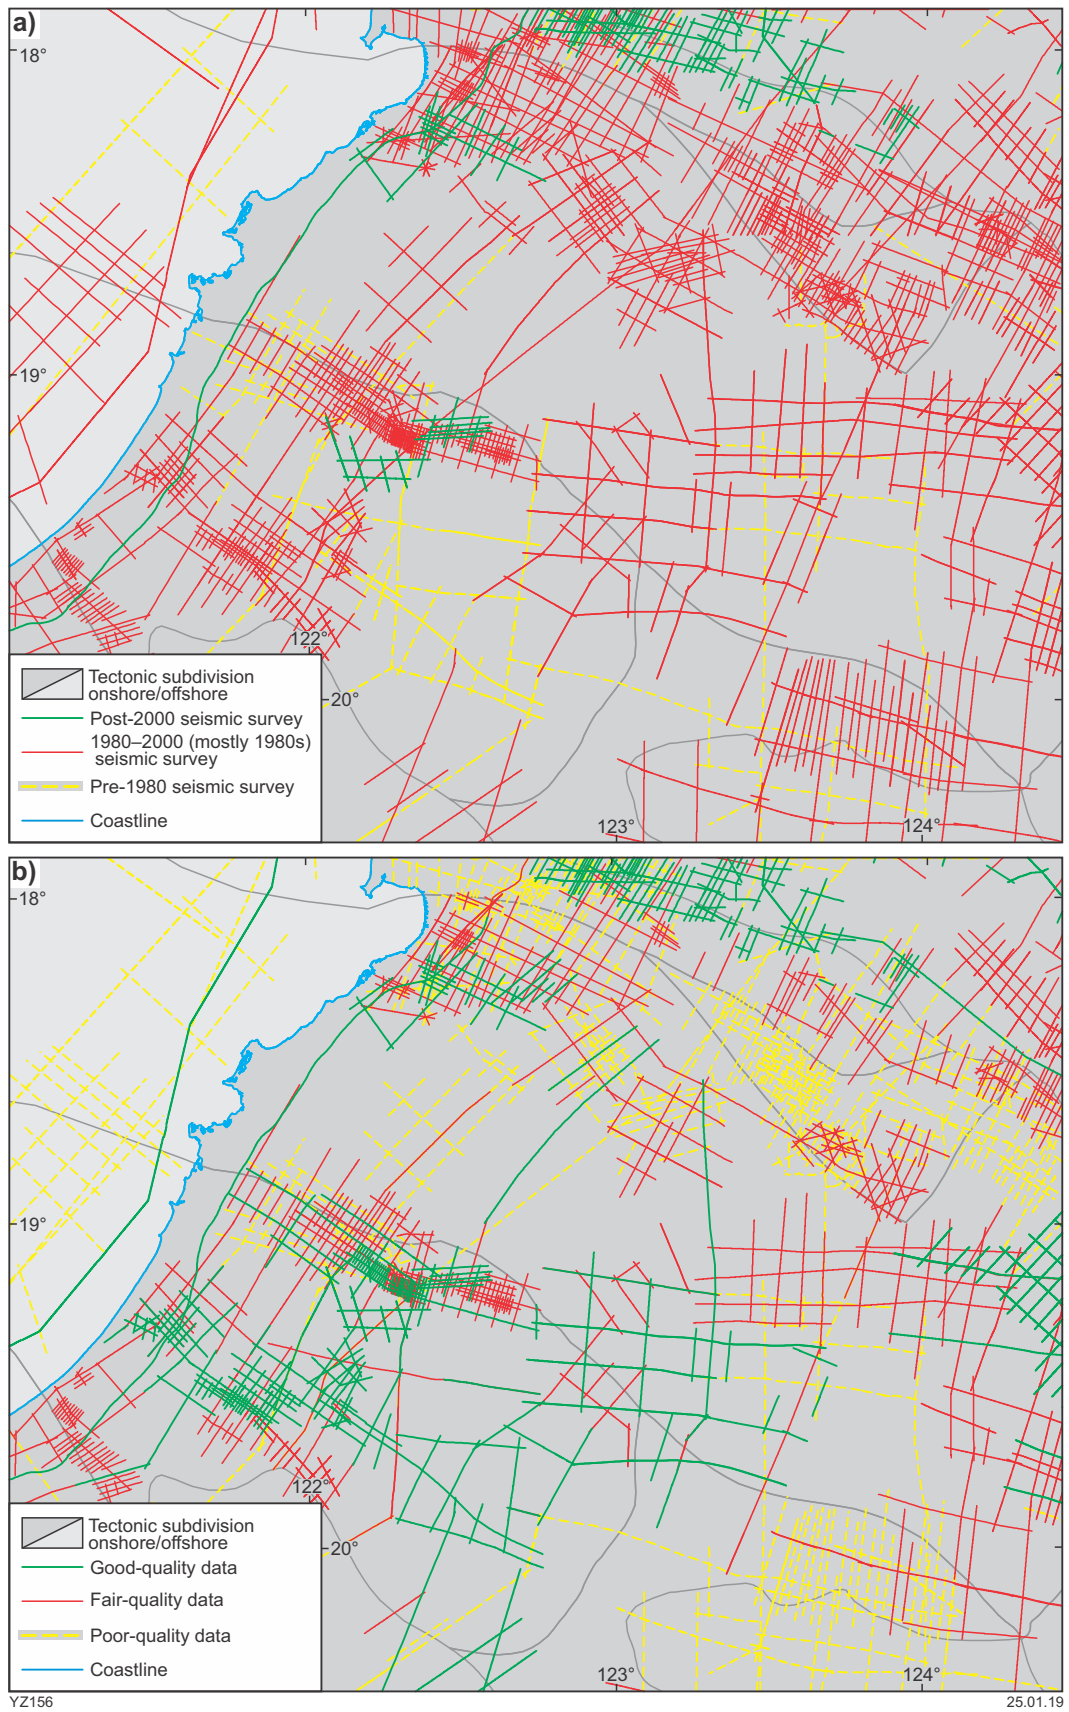 a)
18°
19°
122°
20°
123°
124°
Tectonic subdivision
onshore/offshore
Post-2000 seismic survey
1980–2000 (mostly 1980s)
seismic survey
Pre-1980 seismic survey
Coastline
b)
18°
19°
122°
20°
123°
124°
Tectonic subdivision
onshore/offshore
Good-quality data
Fair-quality data
Poor-quality data
Coastline
YZ156
25.01.19